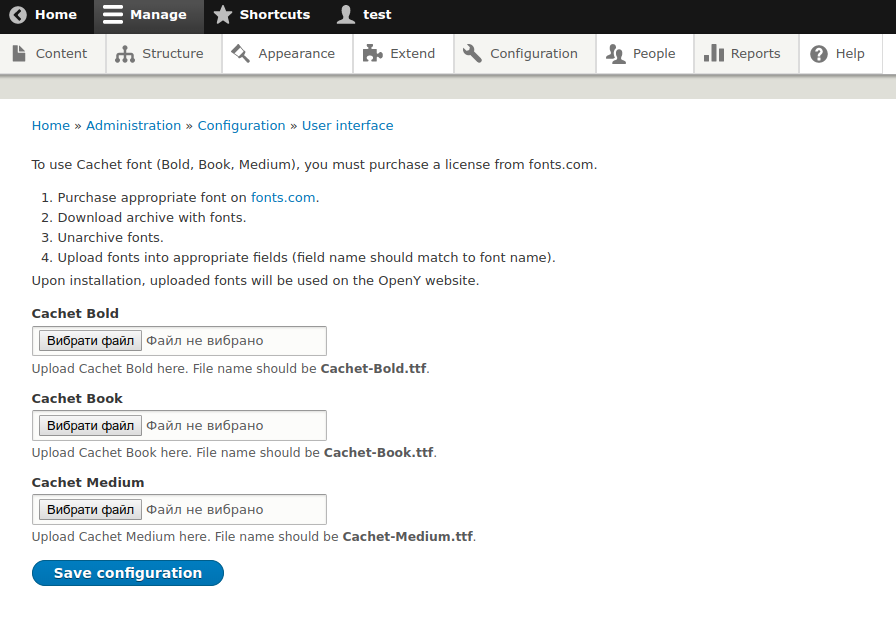 Home Manage Shortcuts test
Content Structure Appearance Extend Configuration People Reports Help
Home » Administration » Configuration » User interface
To use Cachet font (Bold, Book, Medium), you must purchase a license from fonts.com.
1. Purchase appropriate font on fonts.com.
2. Download archive with fonts.
3. Unarchive fonts.
4. Upload fonts into appropriate fields (field name should match to font name).
Upon installation, uploaded fonts will be used on the OpenY website.
Cachet Bold
Вибрати файл Файл не вибрано
Upload Cachet Bold here. File name should be Cachet-Bold.ttf.
Cachet Book
Вибрати файл Файл не вибрано
Upload Cachet Book here. File name should be Cachet-Book.ttf.
Cachet Medium
Вибрати файл Файл не вибрано
Upload Cachet Medium here. File name should be Cachet-Medium.ttf.
Save configuration